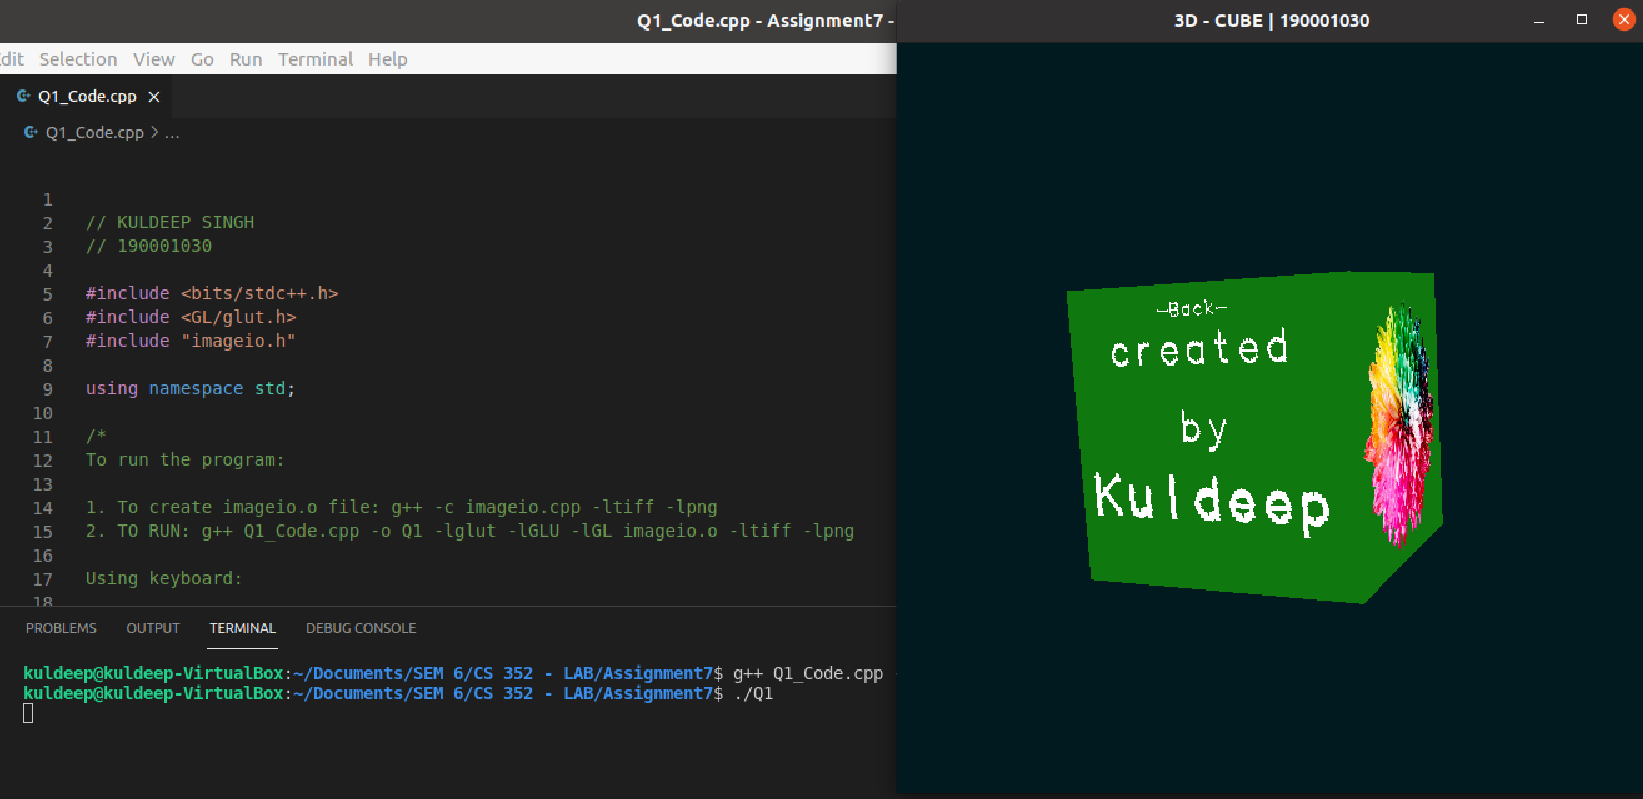 Q1_Code.cpp - Assignment7 -
Edit Selection View Go Run Terminal Help
Q1_Code.cpp
Q1_Code.cpp > ...
1
2 // KULDEEP SINGH
3 // 190001030
4
5 #include <bits/stdc++.h>
6 #include <GL/glut.h>
7 #include "imageio.h"
8
9 using namespace std;
10
11 /*
12 To run the program:
13
14 1. To create imageio.o file: g++ -c imageio.cpp -ltiff -lpng
15 2. TO RUN: g++ Q1_Code.cpp -o Q1 -lglut -lGLU -lGL imageio.o -ltiff -lpng
16
17 Using keyboard:
18
PROBLEMS OUTPUT TERMINAL DEBUG CONSOLE
kuldeep@kuldeep-VirtualBox:~/Documents/SEM 6/CS 352 - LAB/Assignment7$ g++ Q1_Code.cpp
kuldeep@kuldeep-VirtualBox:~/Documents/SEM 6/CS 352 - LAB/Assignment7$ ./Q1
3D - CUBE | 190001030
-Back-
created
by
Kuldeep